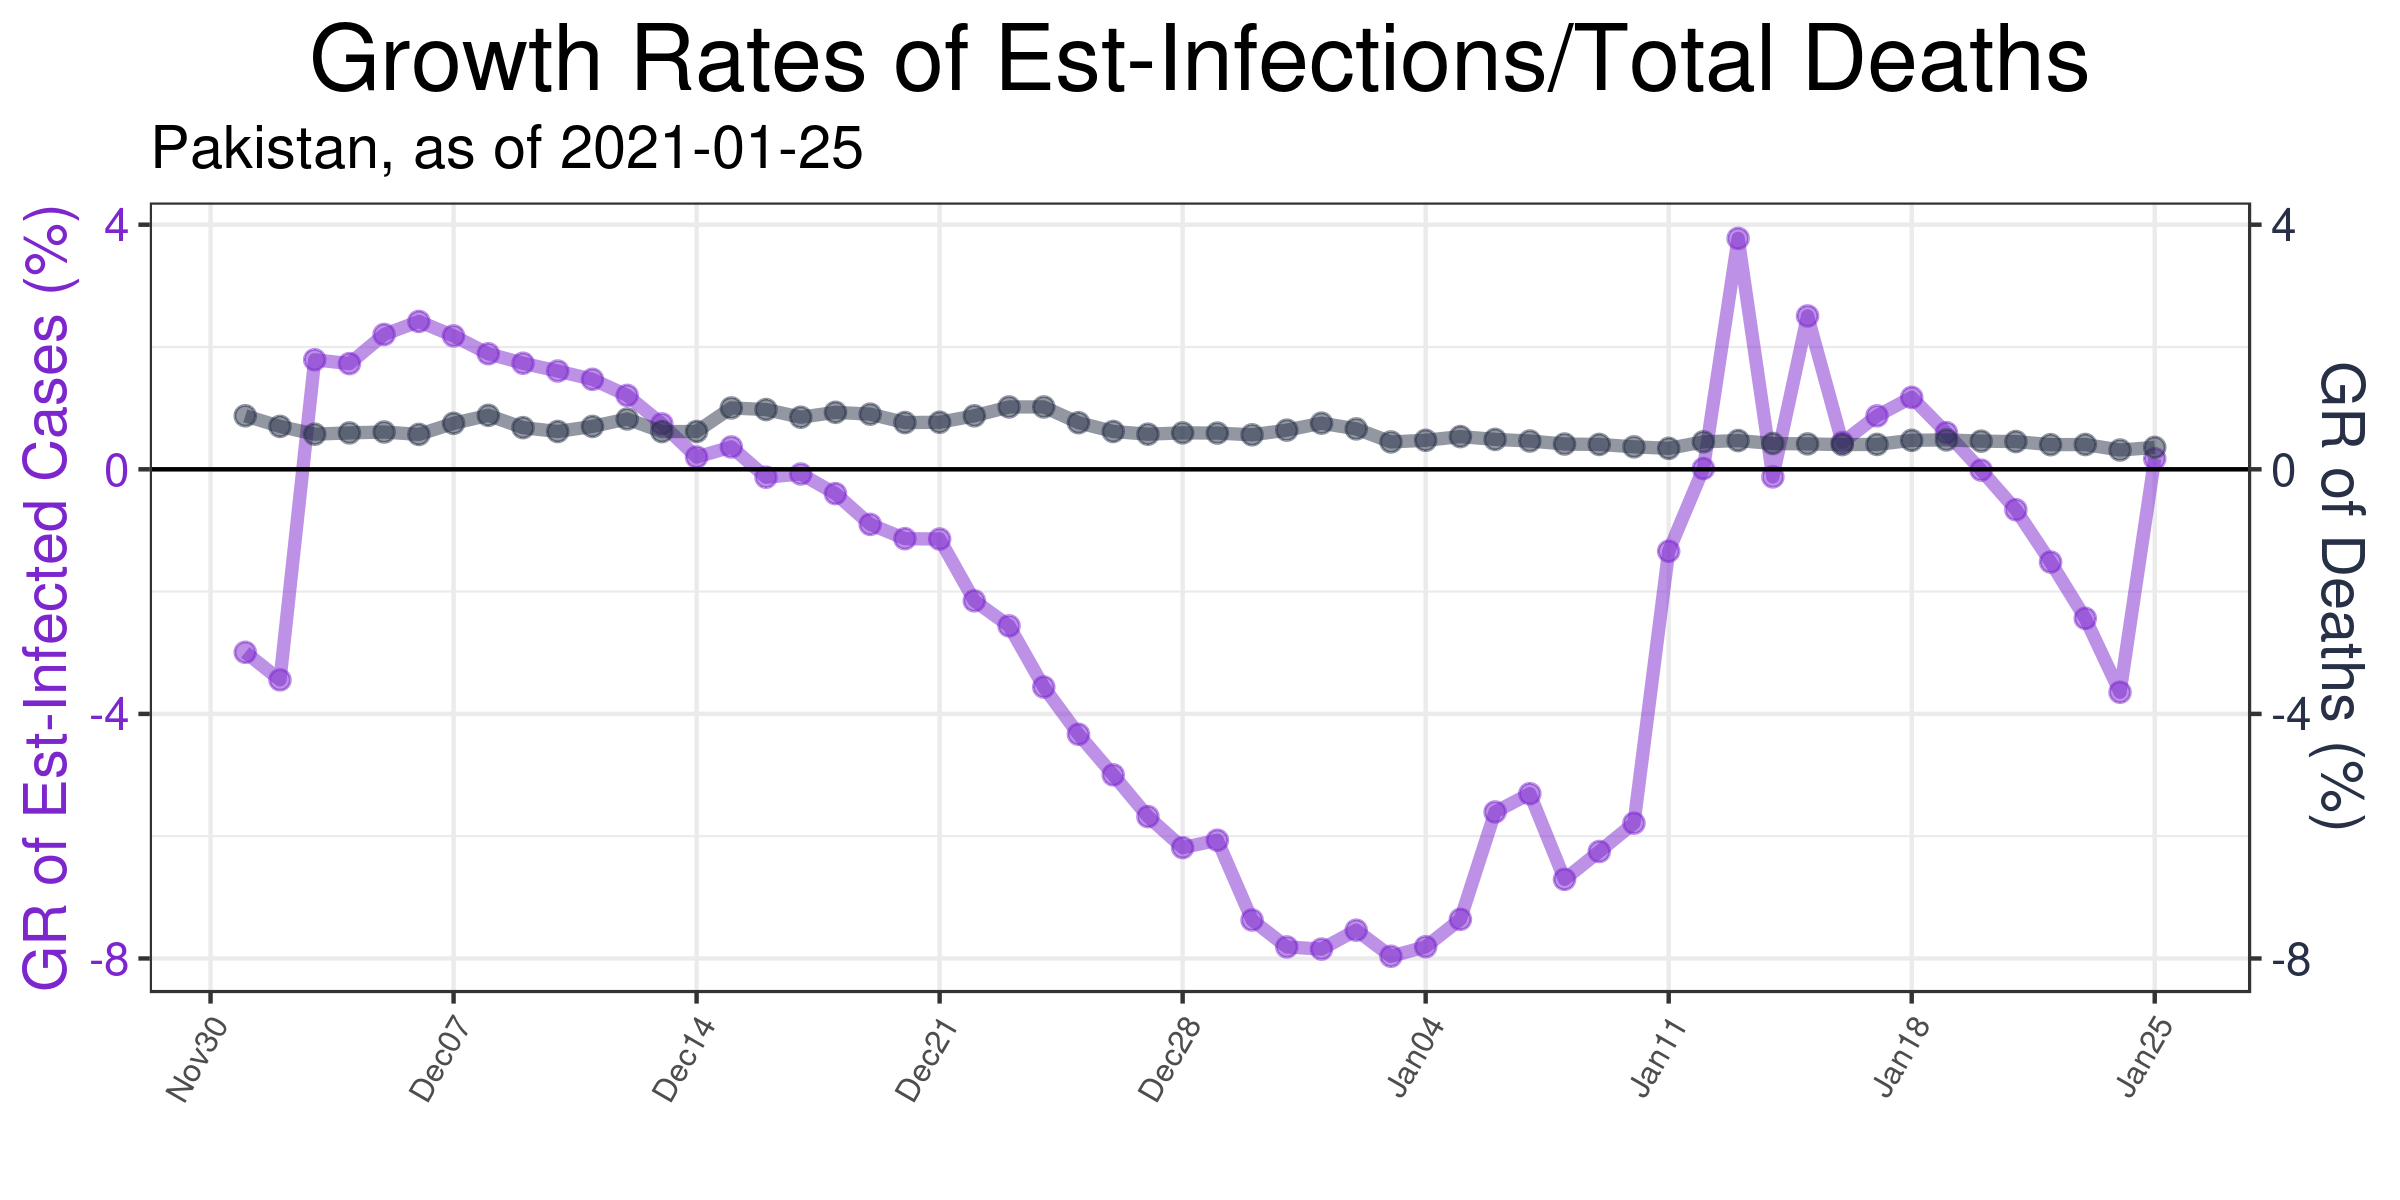 Growth Rates of Est-Infections/Total Deaths
Pakistan, as of 2021-01-25
GR of Est-Infected Cases (%)
4
0
-4
-8
4
0
-4
-8
GR of Deaths (%)
Nov30
Dec07
Dec14
Dec21
Dec28
Jan04
Jan11
Jan18
Jan25